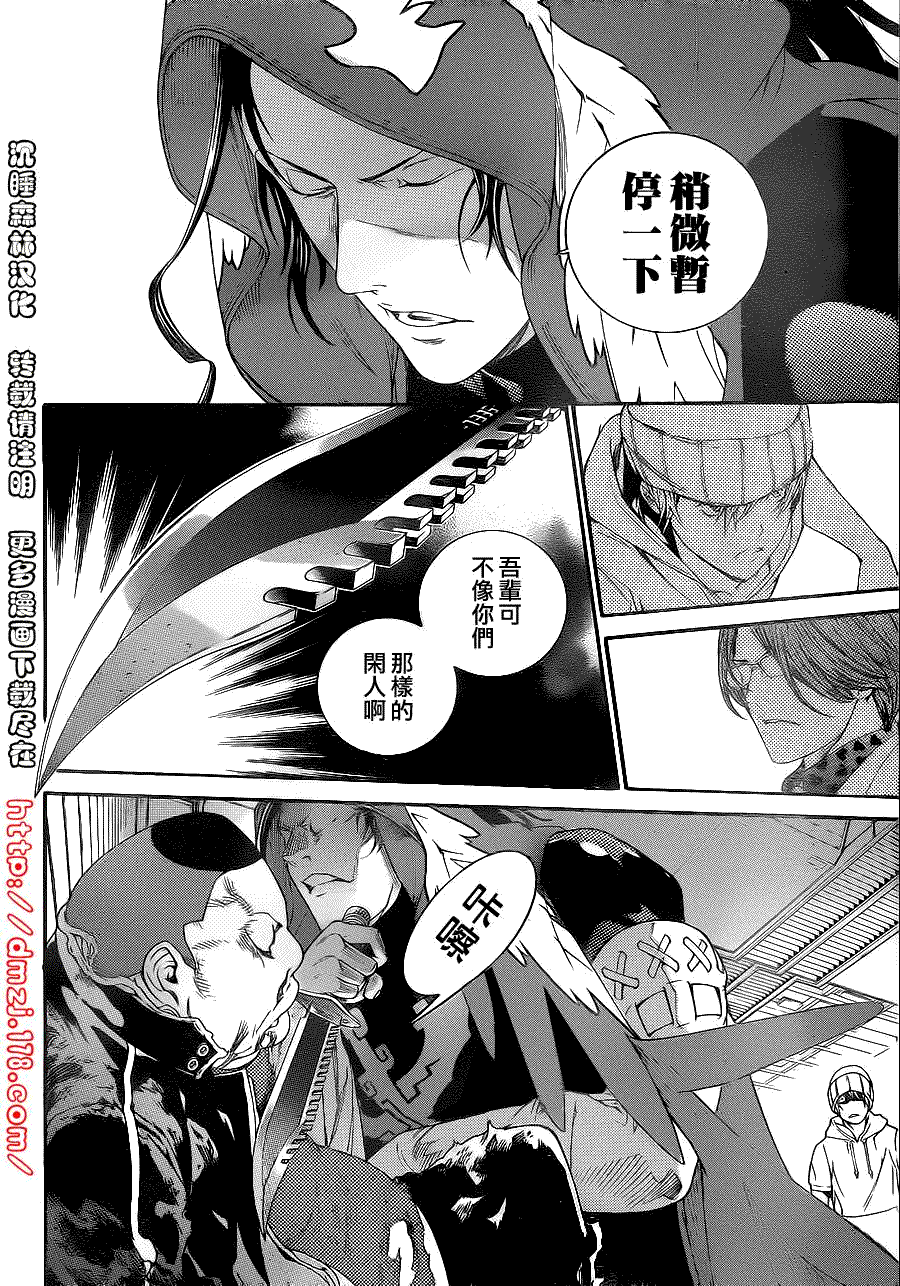 稍微暫
停一下
吾輩可
不像你們
那樣的
閑人啊
咔嚓
沉睡森林汉化 转载请注明 更多漫画下载尽在
http://dmzj.178.com/